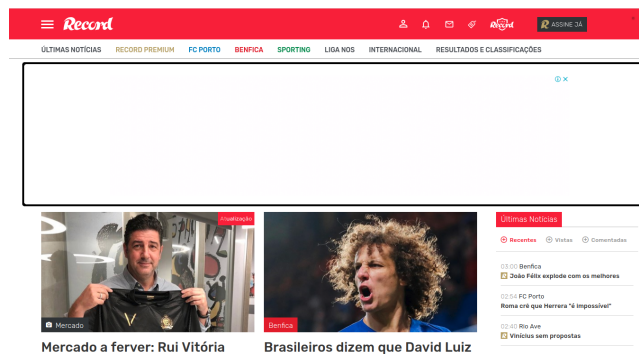 Record
Record
ASSINE JÁ
ÚLTIMAS NOTÍCIAS RECORD PREMIUM FC PORTO BENFICA SPORTING LIGA NOS INTERNACIONAL RESULTADOS E CLASSIFICAÇÕES
Atualização
Mercado
Mercado a ferver: Rui Vitória
Benfica
Brasileiros dizem que David Luiz
Últimas Notícias
Recentes Vistas Comentadas
03:00 Benfica
João Félix explode com os melhores
02:54 FC Porto
Roma crê que Herrera "é impossível"
02:40 Rio Ave
Vinícius sem propostas